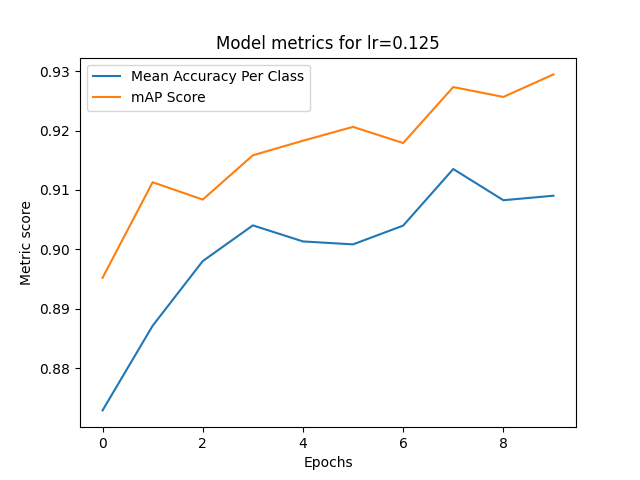 Model metrics for lr=0.125
Mean Accuracy Per Class
mAP Score
Metric score
0.93
0.92
0.91
0.90
0.89
0.88
0 2 4 6 8
Epochs